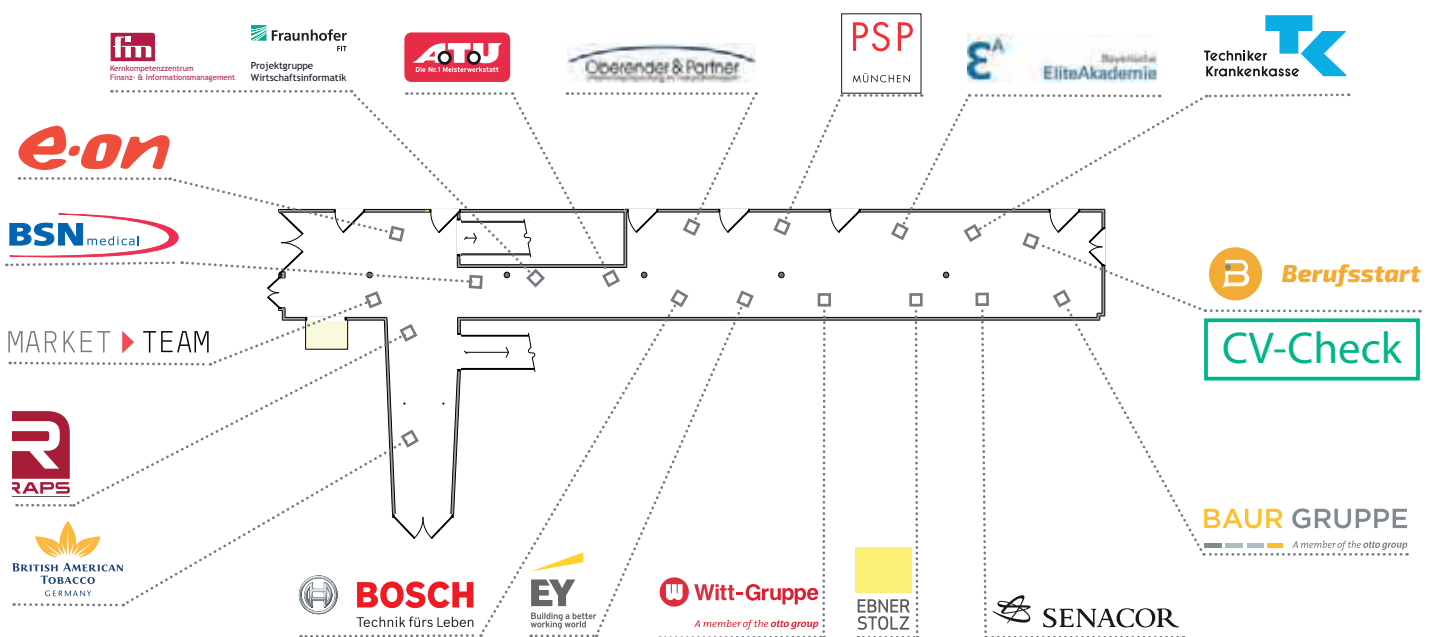 fim
Kernkompetenzzentrum
Finanz- & Informationsmanagement
Fraunhofer
FIT
Projektgruppe
Wirtschaftsinformatik
ATU
Die Nr.1 Meisterwerkstatt
Oberender & Partner
PSP
MÜNCHEN
εA
Bayerische
EliteAkademie
TK
Techniker
Krankenkasse
e·on
BSN medical
MARKET TEAM
Berufsstart
CV-Check
RAPS
BRITISH AMERICAN
TOBACCO
GERMANY
BAUR GRUPPE
A member of the otto group
BOSCH
Technik fürs Leben
EY
Building a better
working world
Witt-Gruppe
A member of the otto group
EBNER
STOLZ
SENACOR